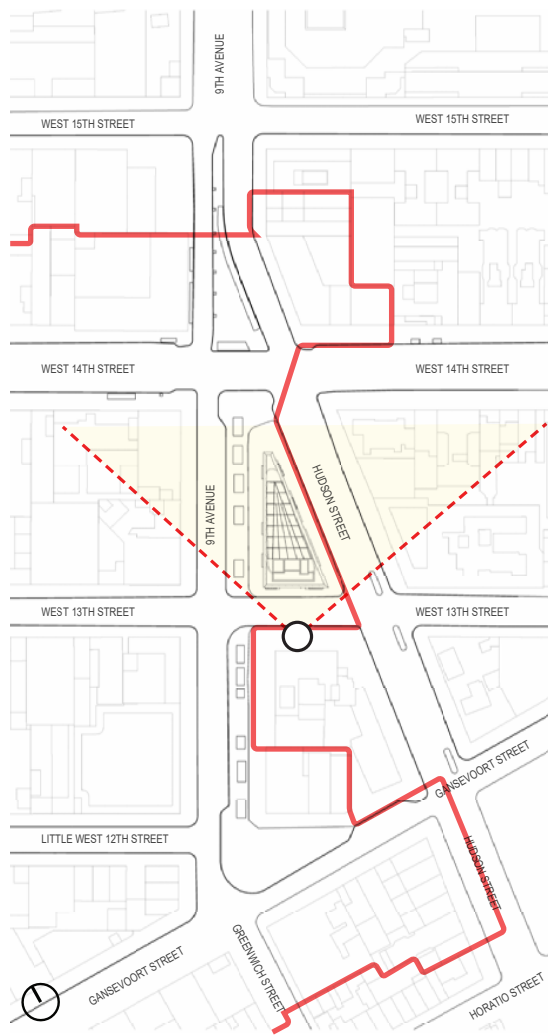 9TH AVENUE
WEST 15TH STREET
WEST 15TH STREET
WEST 14TH STREET
WEST 14TH STREET
HUDSON STREET
9TH AVENUE
WEST 13TH STREET
WEST 13TH STREET
GANSEVOORT STREET
LITTLE WEST 12TH STREET
HUDSON STREET
GREENWICH STREET
GANSEVOORT STREET
HORATIO STREET